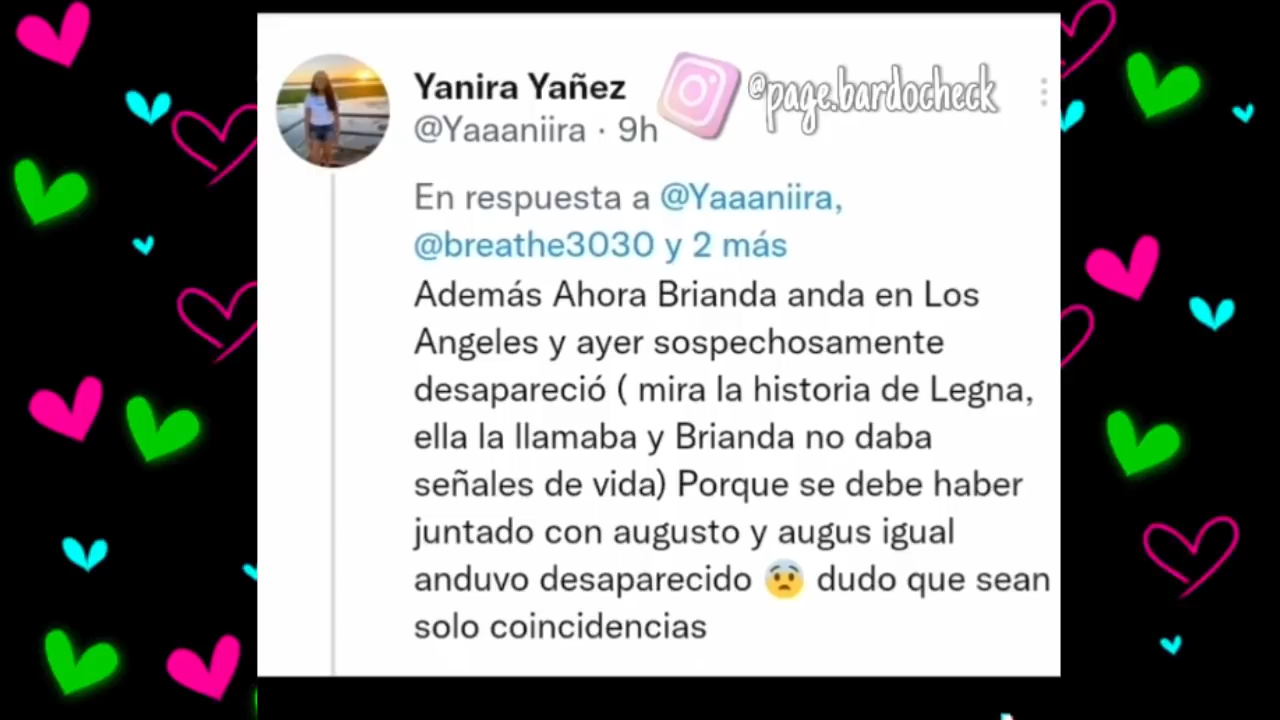 Yanira Yañez
@page.bardocheck
@Yaaaniira · 9h
En respuesta a @Yaaaniira,
@breathe3030 y 2 más
Además Ahora Brianda anda en Los
Angeles y ayer sospechosamente
desapareció ( mira la historia de Legna,
ella la llamaba y Brianda no daba
señales de vida) Porque se debe haber
juntado con augusto y augus igual
anduvo desaparecido 😨 dudo que sean
solo coincidencias